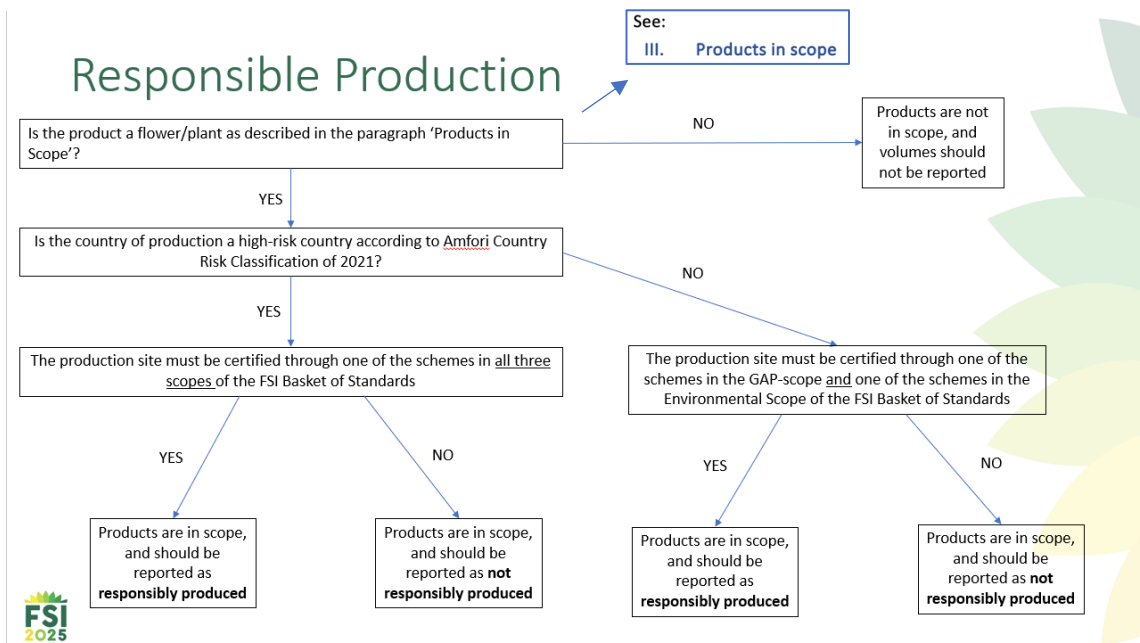 See:
III. Products in scope
Responsible Production
Is the product a flower/plant as described in the paragraph ‘Products in
Scope’?
NO
Products are not
in scope, and
volumes should
not be reported
YES
Is the country of production a high-risk country according to Amfori Country
Risk Classification of 2021?
NO
YES
The production site must be certified through one of the schemes in all three
scopes of the FSI Basket of Standards
The production site must be certified through one of the
schemes in the GAP-scope and one of the schemes in the
Environmental Scope of the FSI Basket of Standards
YES
NO
YES
NO
Products are in scope,
and should be
reported as
responsibly produced
Products are in scope,
and should be
reported as not
responsibly produced
Products are in scope,
and should be
reported as
responsibly produced
Products are in scope,
and should be
reported as not
responsibly produced
FSI
2025